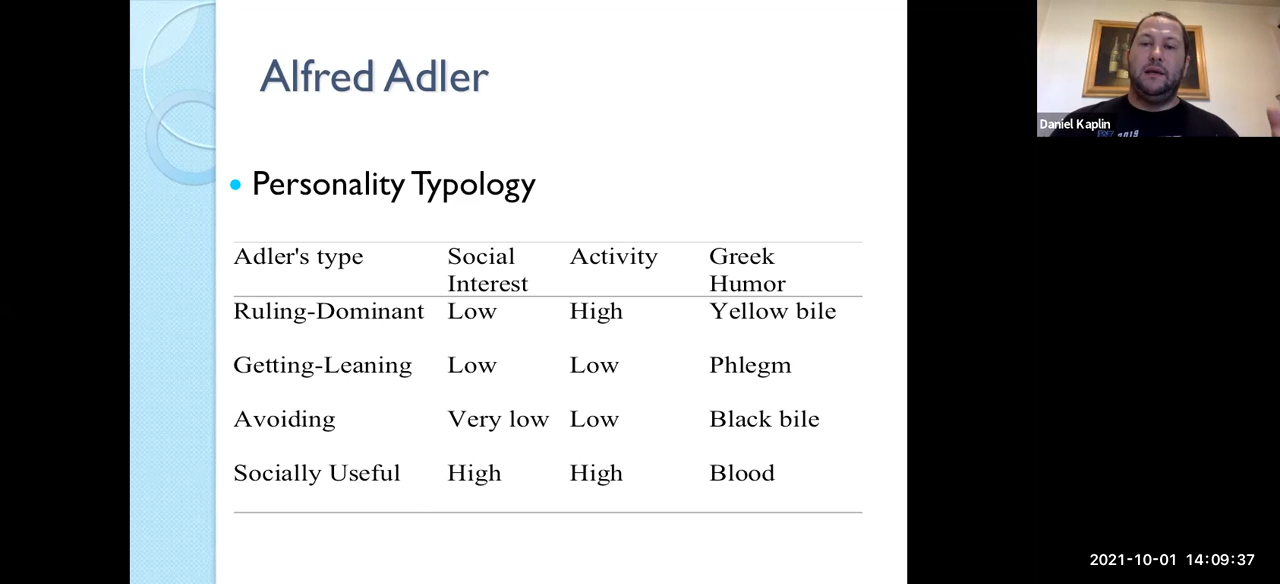 Alfred Adler
Daniel Kaplin
2019
• Personality Typology
Adler's type Social Interest Activity Greek Humor
Ruling-Dominant Low High Yellow bile
Getting-Leaning Low Low Phlegm
Avoiding Very low Low Black bile
Socially Useful High High Blood
2021-10-01 14:09:37